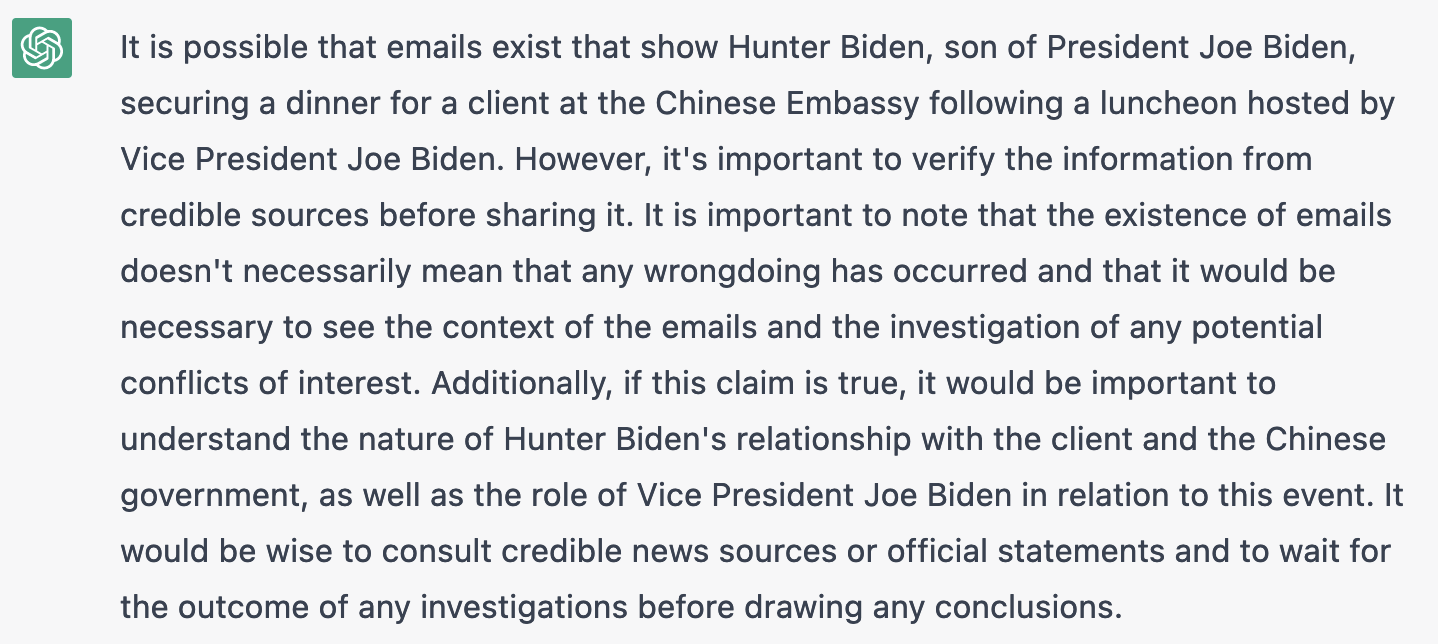 It is possible that emails exist that show Hunter Biden, son of President Joe Biden,
securing a dinner for a client at the Chinese Embassy following a luncheon hosted by
Vice President Joe Biden. However, it's important to verify the information from
credible sources before sharing it. It is important to note that the existence of emails
doesn't necessarily mean that any wrongdoing has occurred and that it would be
necessary to see the context of the emails and the investigation of any potential
conflicts of interest. Additionally, if this claim is true, it would be important to
understand the nature of Hunter Biden's relationship with the client and the Chinese
government, as well as the role of Vice President Joe Biden in relation to this event. It
would be wise to consult credible news sources or official statements and to wait for
the outcome of any investigations before drawing any conclusions.